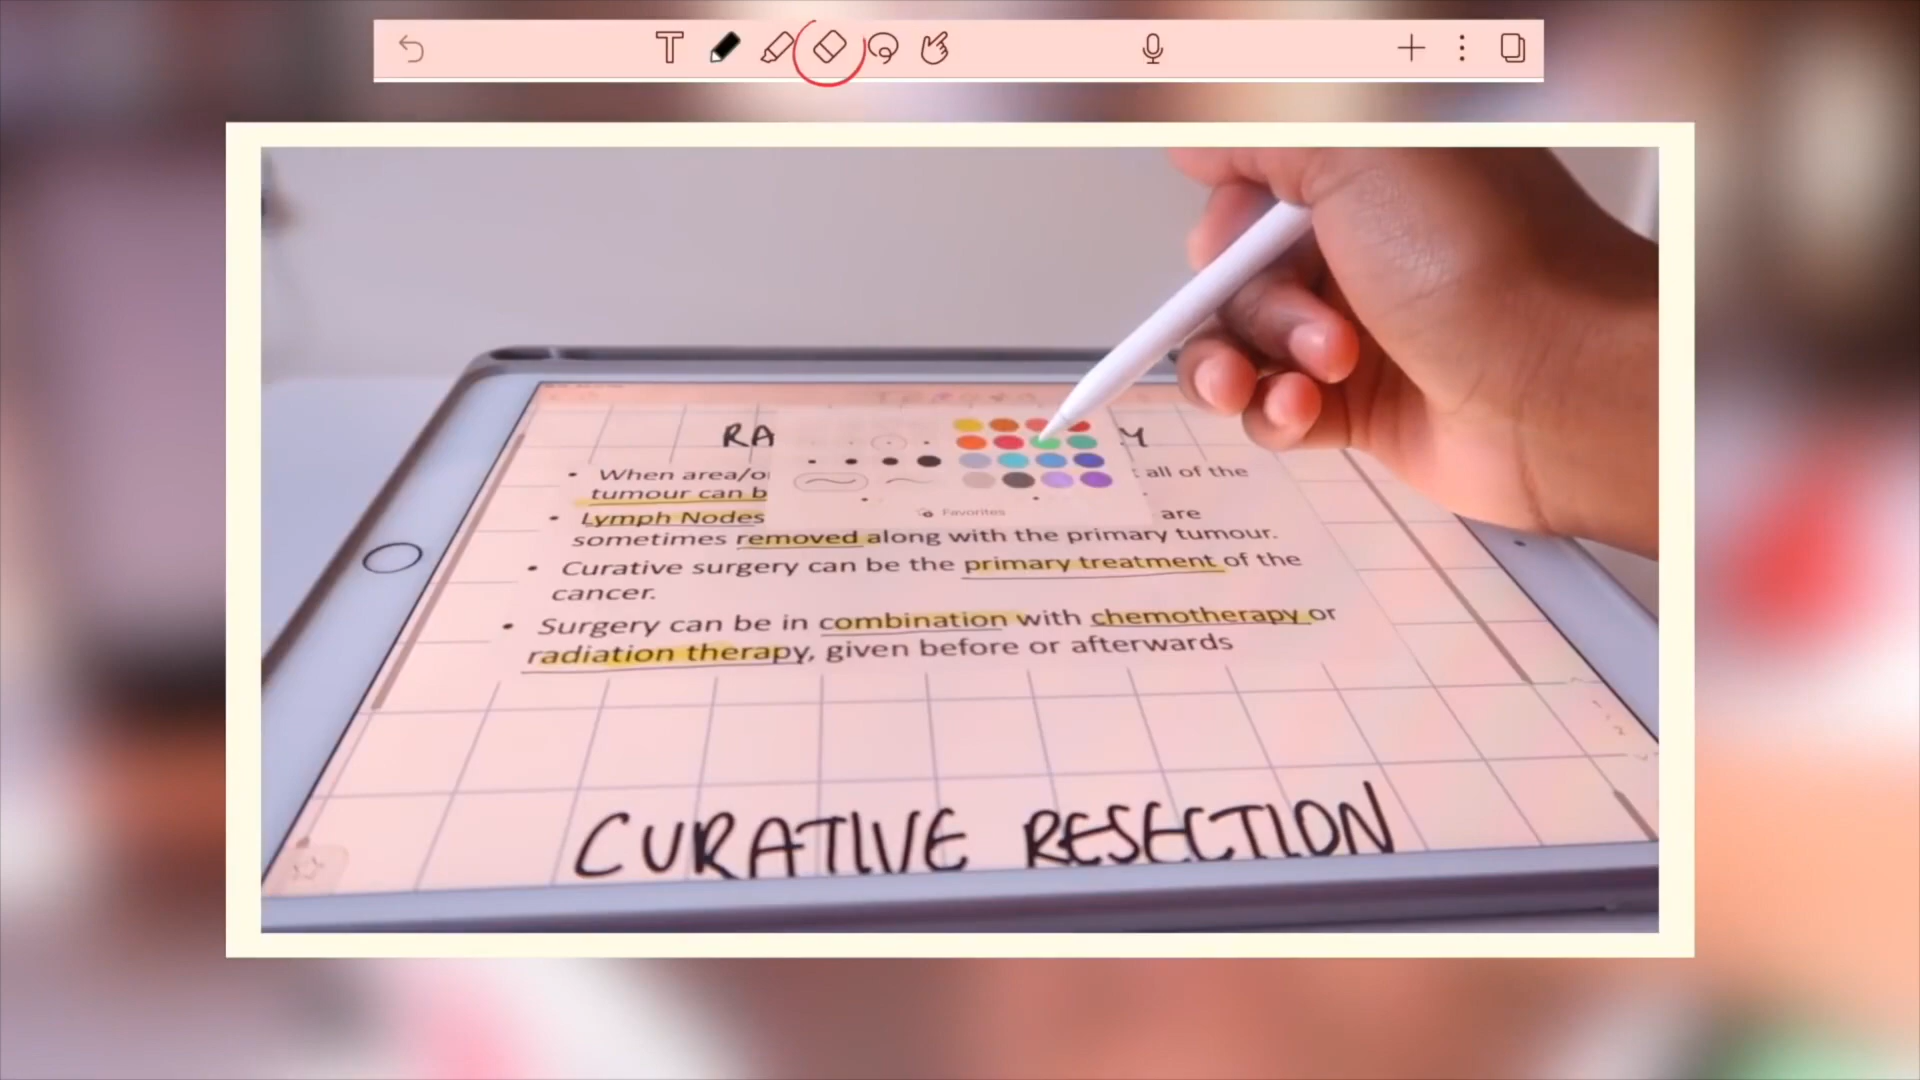 RA
Y
When area/o
all of the
tumour can b
Lymph Nodes
are
sometimes removed along with the primary tumour.
Favorites
Curative surgery can be the primary treatment of the
cancer.
Surgery can be in combination with chemotherapy or
radiation therapy, given before or afterwards
CURATIVE RESECTION